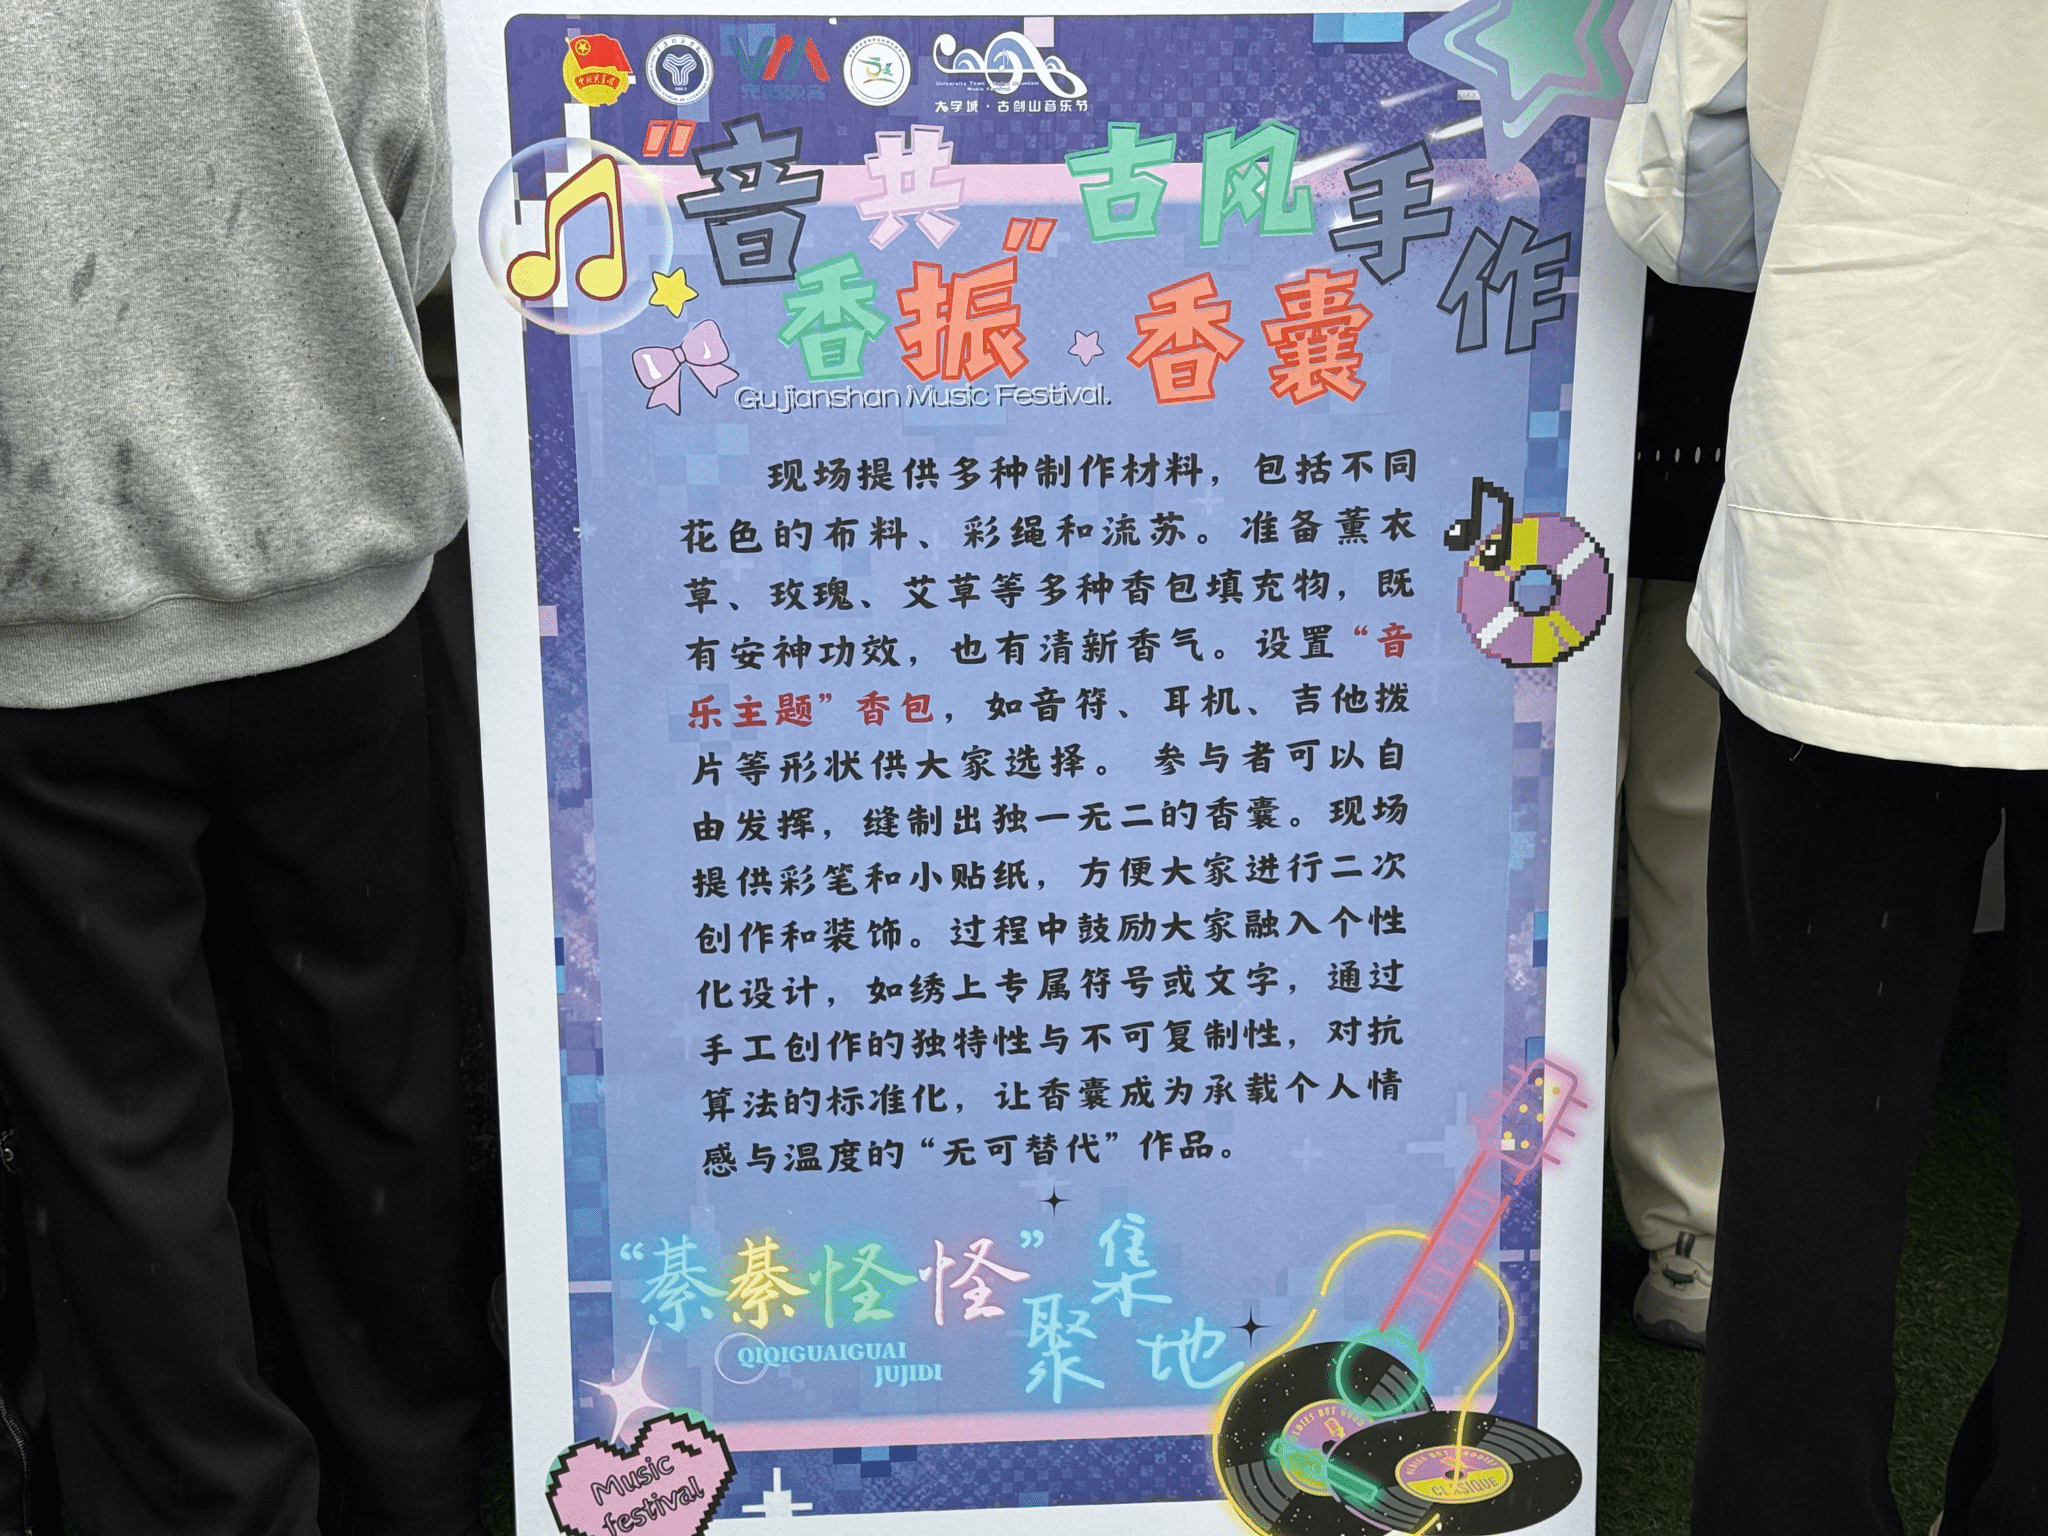 大学城·古剑山音乐节
“音共香振”
古风手作
香囊
Gujianshan Music Festival.
现场提供多种制作材料，包括不同
花色的布料、彩绳和流苏。准备薰衣
草、玫瑰、艾草等多种香包填充物，既
有安神功效，也有清新香气。设置“音
乐主题”香包，如音符、耳机、吉他拨
片等形状供大家选择。 参与者可以自
由发挥，缝制出独一无二的香囊。现场
提供彩笔和小贴纸，方便大家进行二次
创作和装饰。过程中鼓励大家融入个性
化设计，如绣上专属符号或文字，通过
手工创作的独特性与不可复制性，对抗
算法的标准化，让香囊成为承载个人情
感与温度的“无可替代”作品。
“綦綦怪怪”集
聚地
QIQIGUAIGUAI
JUJIDI
Music
festival